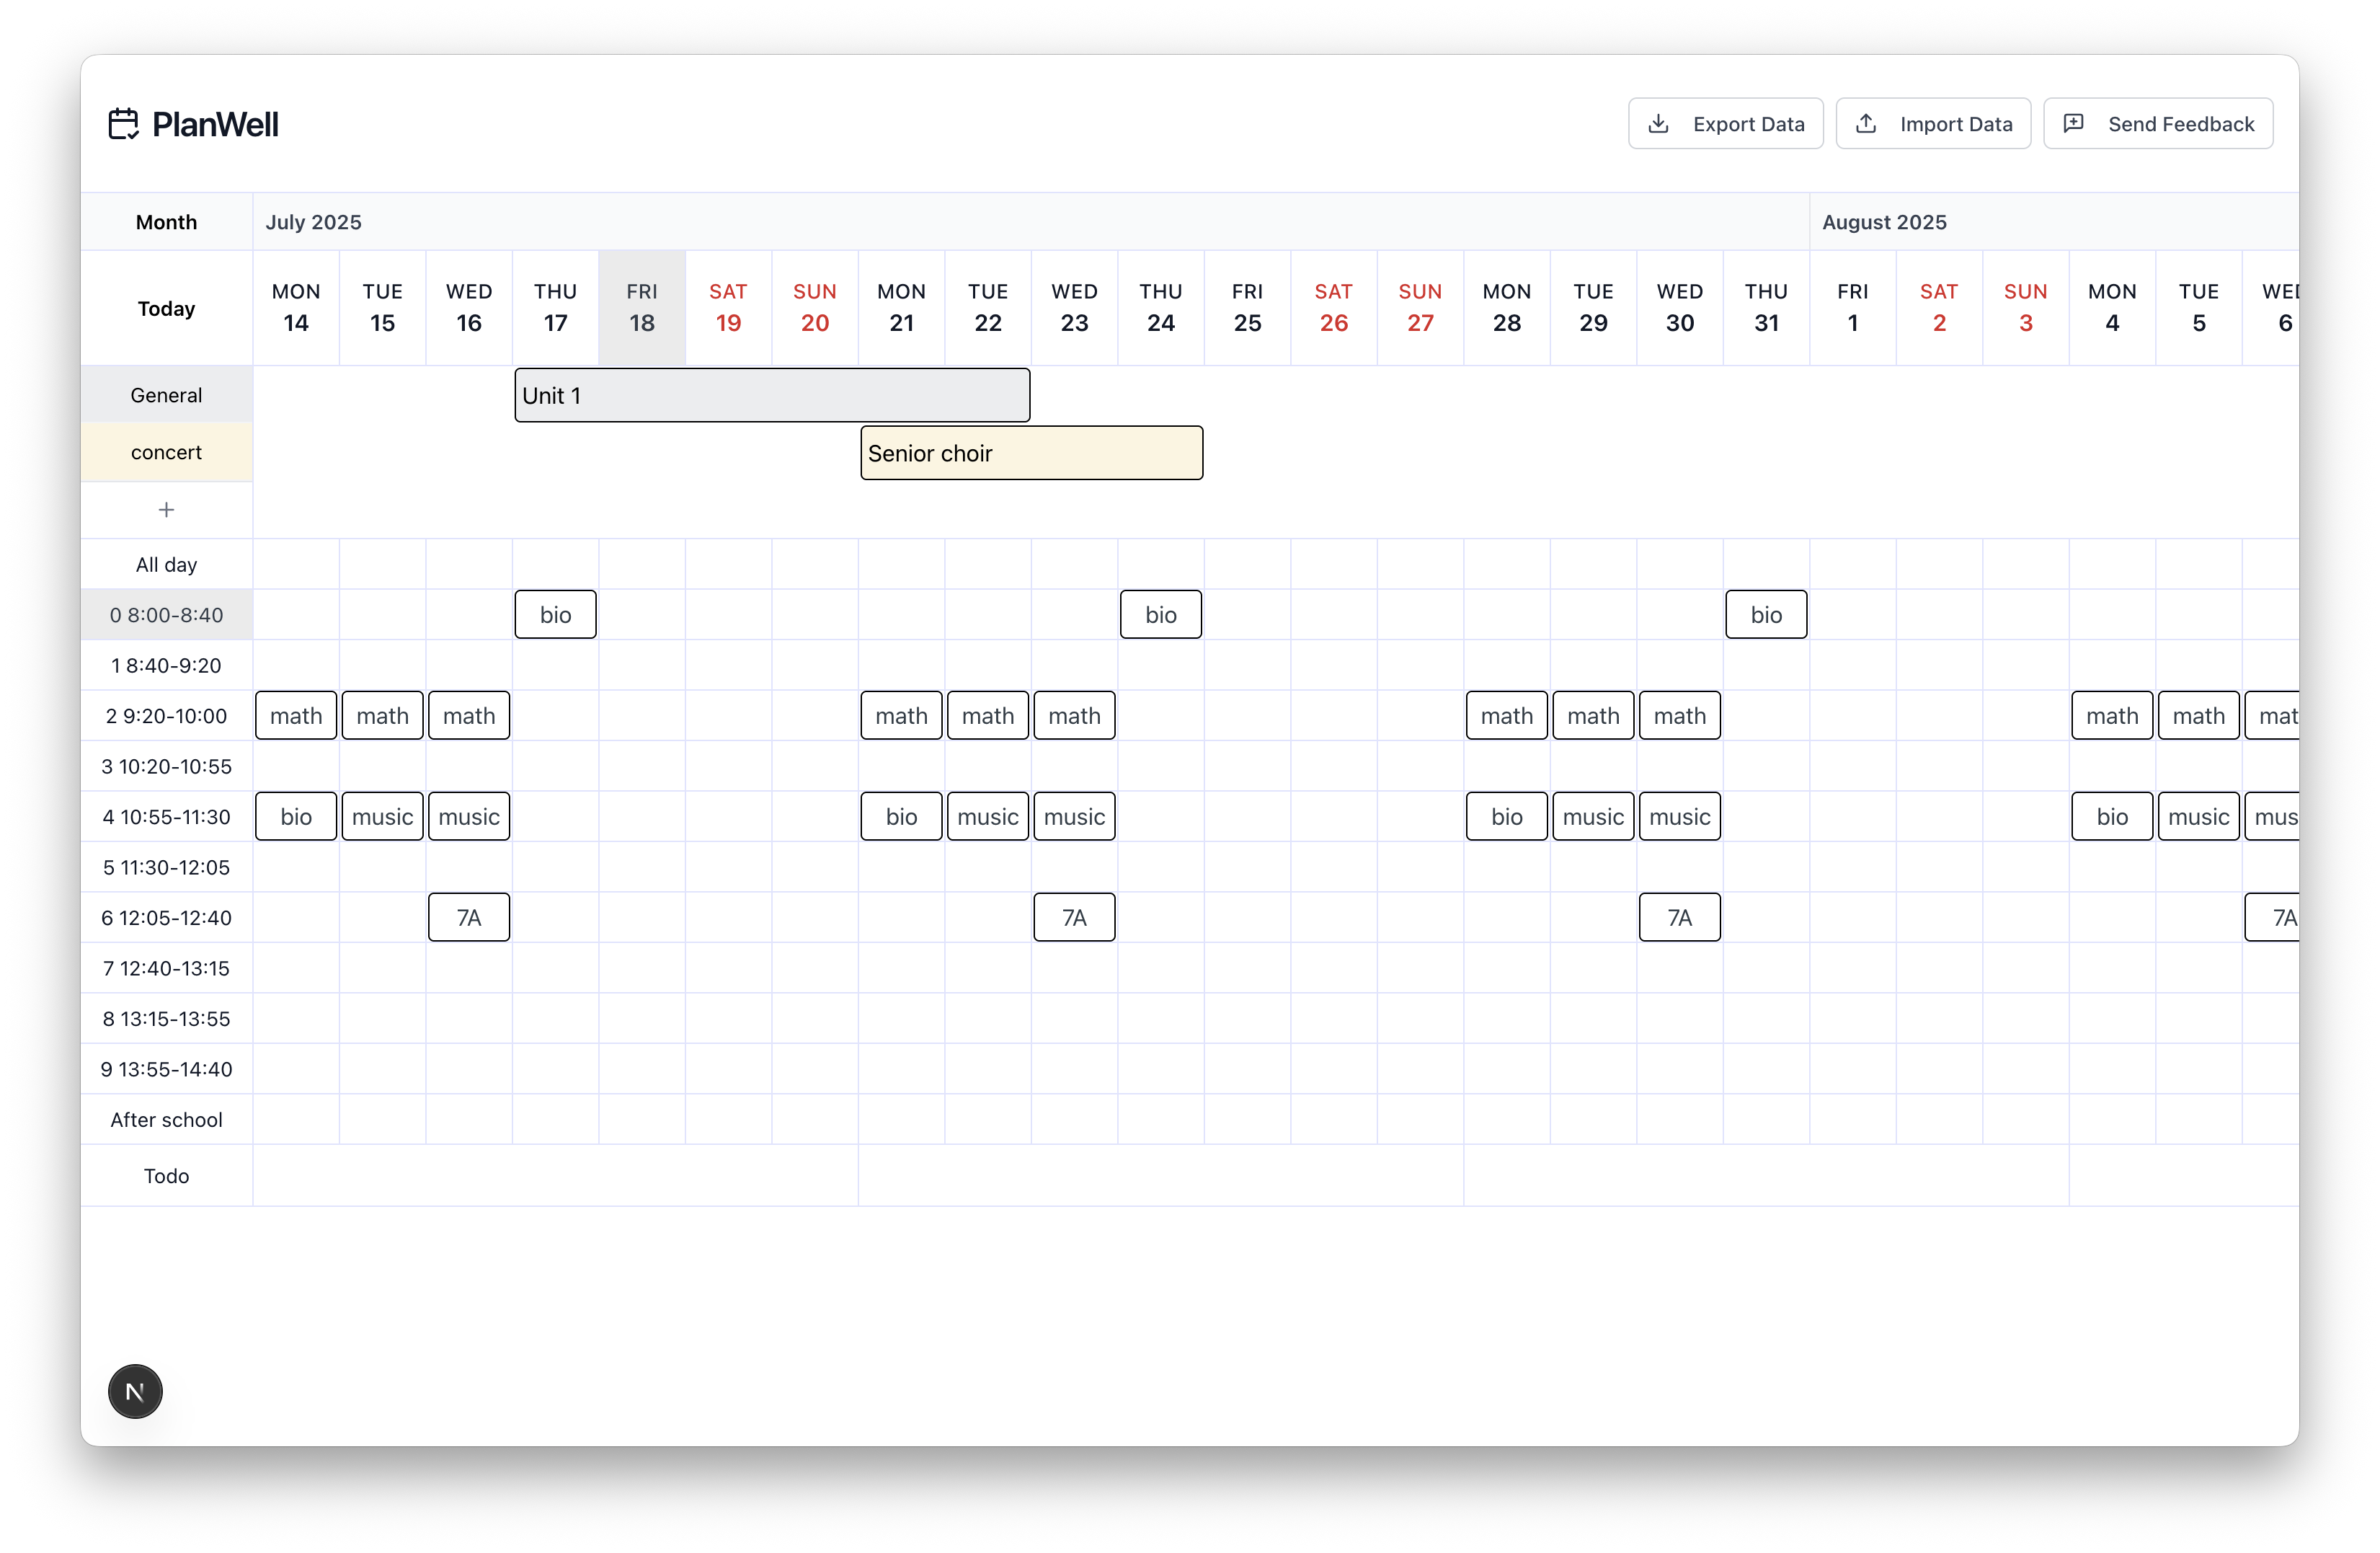 PlanWell
Export Data
Import Data
Send Feedback
Month
July 2025
August 2025
Today
MON TUE WED THU FRI SAT SUN MON TUE WED THU FRI SAT SUN MON TUE WED THU FRI SAT SUN MON TUE WED
14 15 16 17 18 19 20 21 22 23 24 25 26 27 28 29 30 31 1 2 3 4 5 6
General
Unit 1
concert
Senior choir
+
All day
0 8:00-8:40 bio bio bio
1 8:40-9:20
2 9:20-10:00 math math math math math math math math math math math mat
3 10:20-10:55
4 10:55-11:30 bio music music bio music music bio music music bio music mus
5 11:30-12:05
6 12:05-12:40 7A 7A 7A 7A
7 12:40-13:15
8 13:15-13:55
9 13:55-14:40
After school
Todo
N